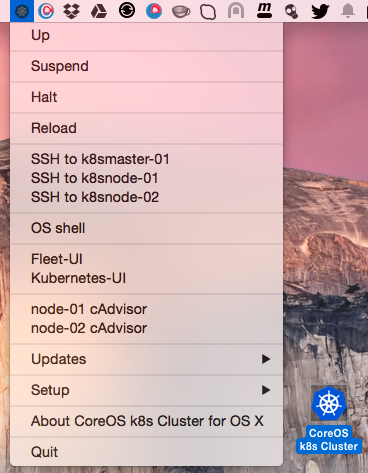 Up
Suspend
Halt
Reload
SSH to k8smaster-01
SSH to k8snode-01
SSH to k8snode-02
OS shell
Fleet-UI
Kubernetes-UI
node-01 cAdvisor
node-02 cAdvisor
Updates
Setup
About CoreOS k8s Cluster for OS X
Quit
CoreOS
k8s Cluster